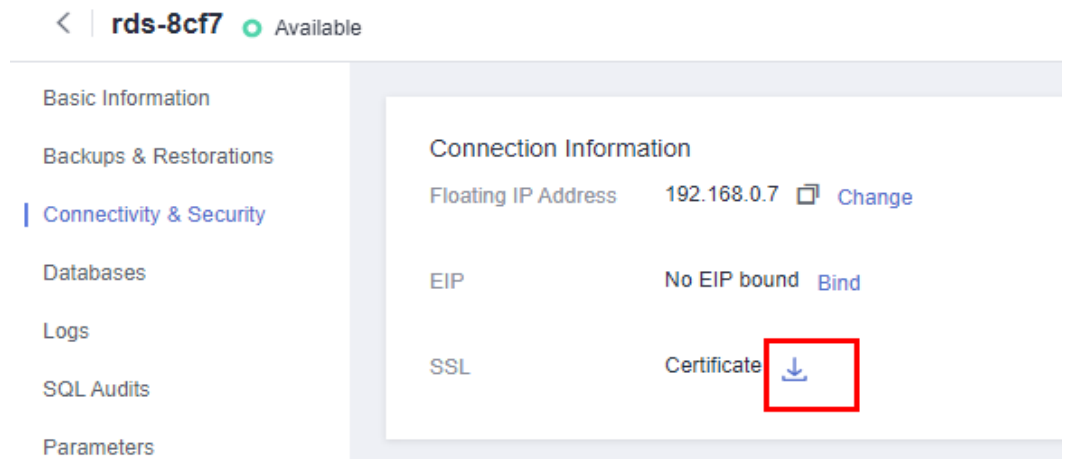 rds-8cf7 Available
Basic Information
Backups & Restorations
Connectivity & Security
Databases
Logs
SQL Audits
Parameters
Connection Information
Floating IP Address 192.168.0.7 Change
EIP No EIP bound Bind
SSL Certificate